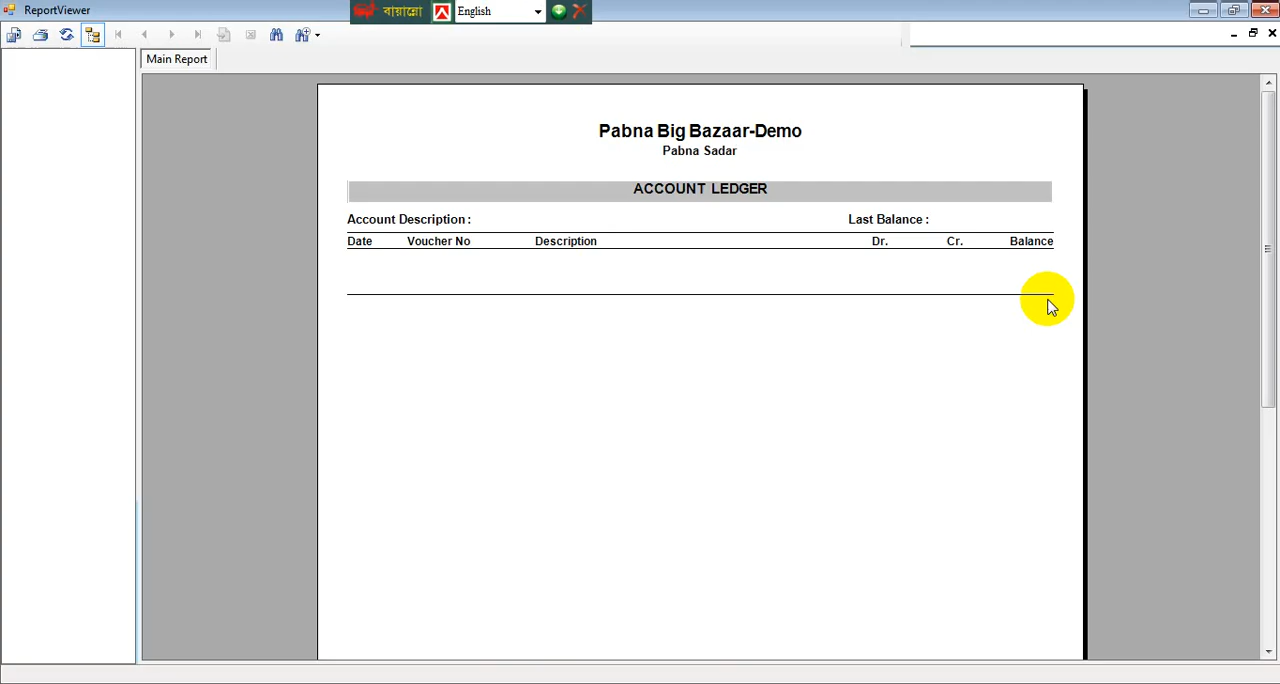 ReportViewer
বায়ান্নো
English
Main Report
Pabna Big Bazaar-Demo
Pabna Sadar
ACCOUNT LEDGER
Account Description : Last Balance :
Date Voucher No Description Dr. Cr. Balance